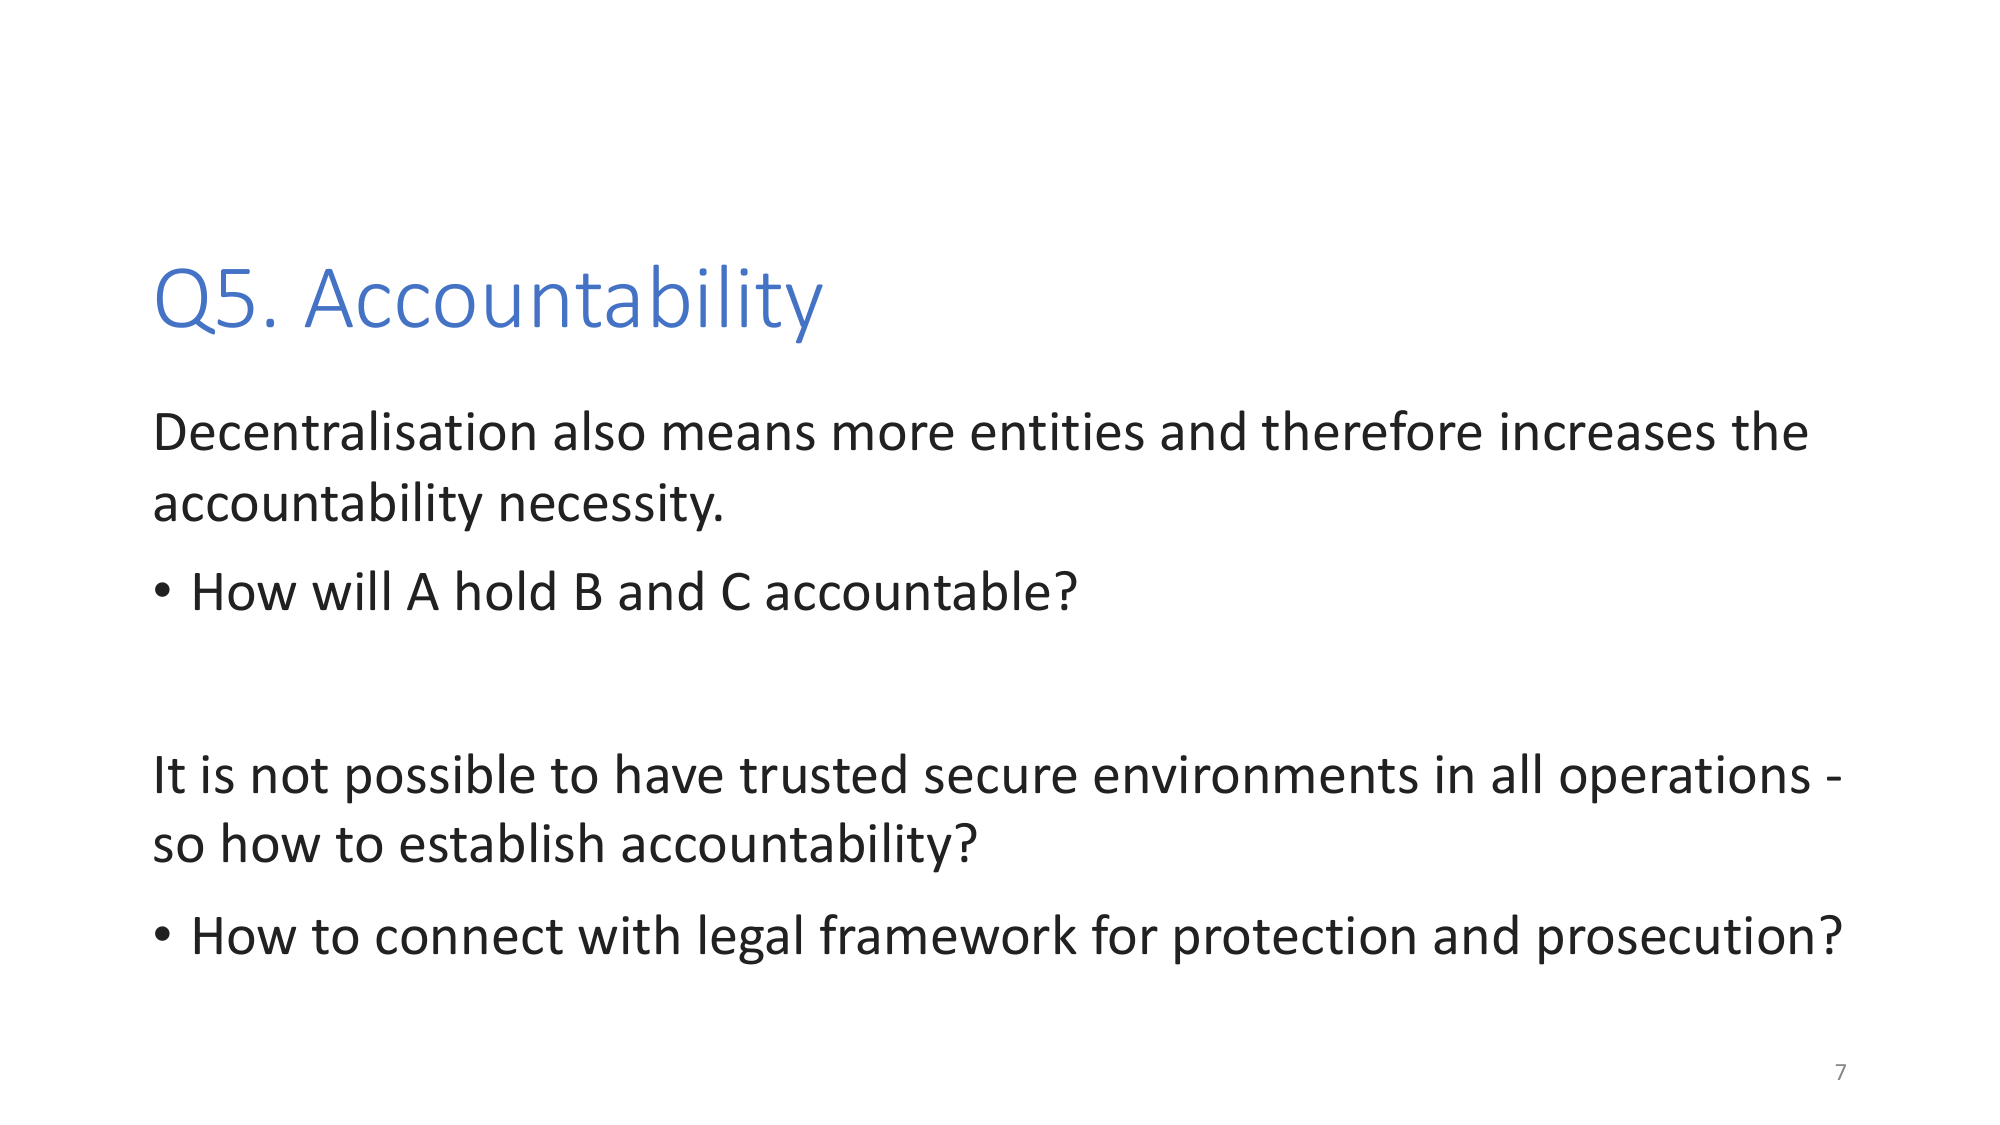 Q5. Accountability
Decentralisation also means more entities and therefore increases the
accountability necessity.
• How will A hold B and C accountable?
It is not possible to have trusted secure environments in all operations -
so how to establish accountability?
• How to connect with legal framework for protection and prosecution?
7